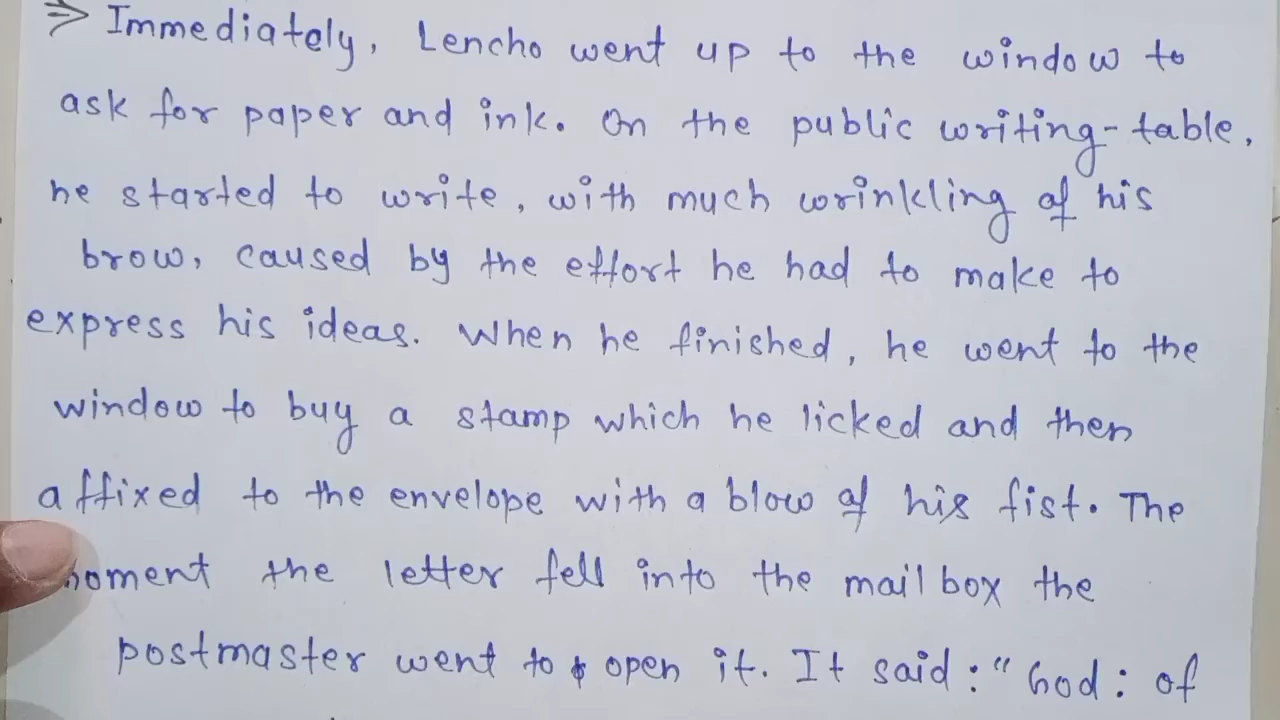 ⇒ Immediately, Lencho went up to the window to
ask for paper and ink. On the public writing-table,
he started to write, with much wrinkling of his
brow, caused by the effort he had to make to
express his ideas. When he finished, he went to the
window to buy a stamp which he licked and then
affixed to the envelope with a blow of his fist. The
moment the letter fell into the mailbox the
postmaster went to open it. It said: "God: of